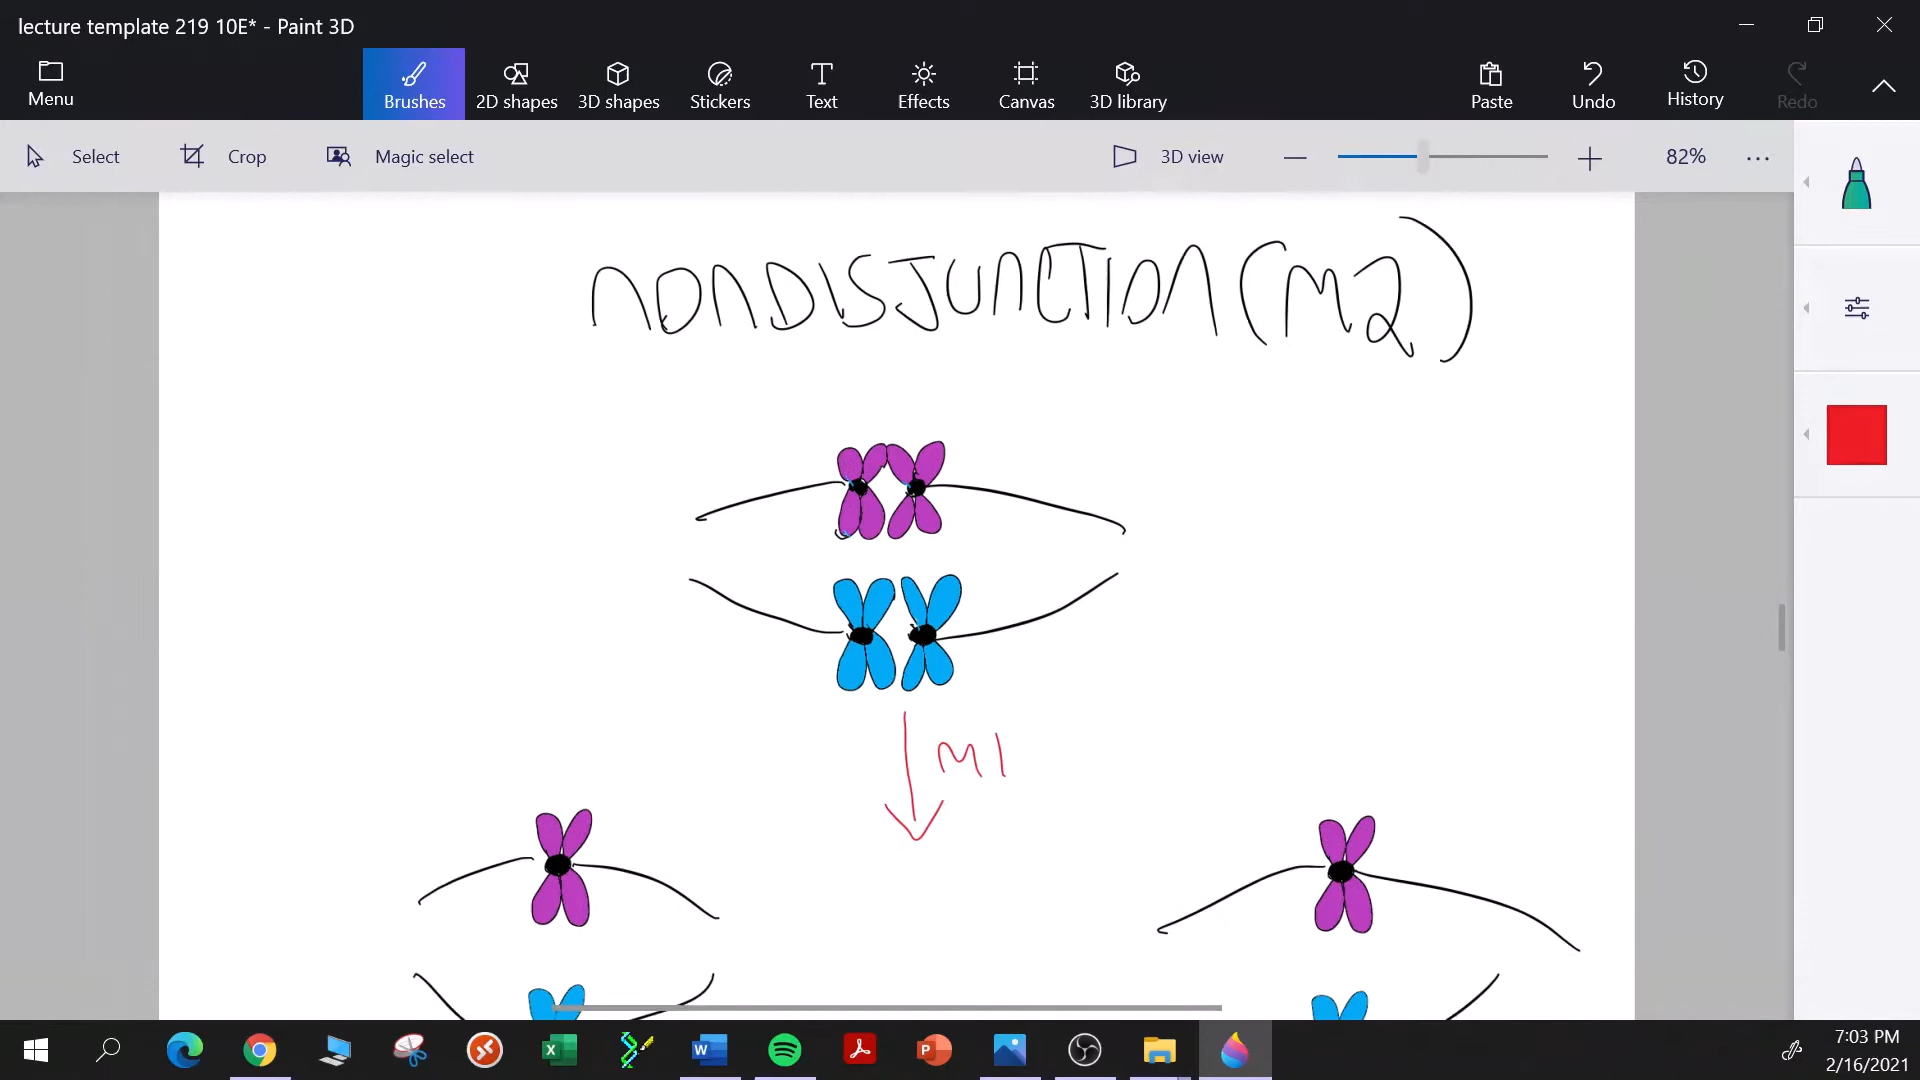 lecture template 219 10E* - Paint 3D
Menu
Brushes
2D shapes
3D shapes
Stickers
Text
Effects
Canvas
3D library
Paste
Undo
History
Redo
Select
Crop
Magic select
3D view
82%
NONDISJUNCTION (M2)
M1
7:03 PM
2/16/2021